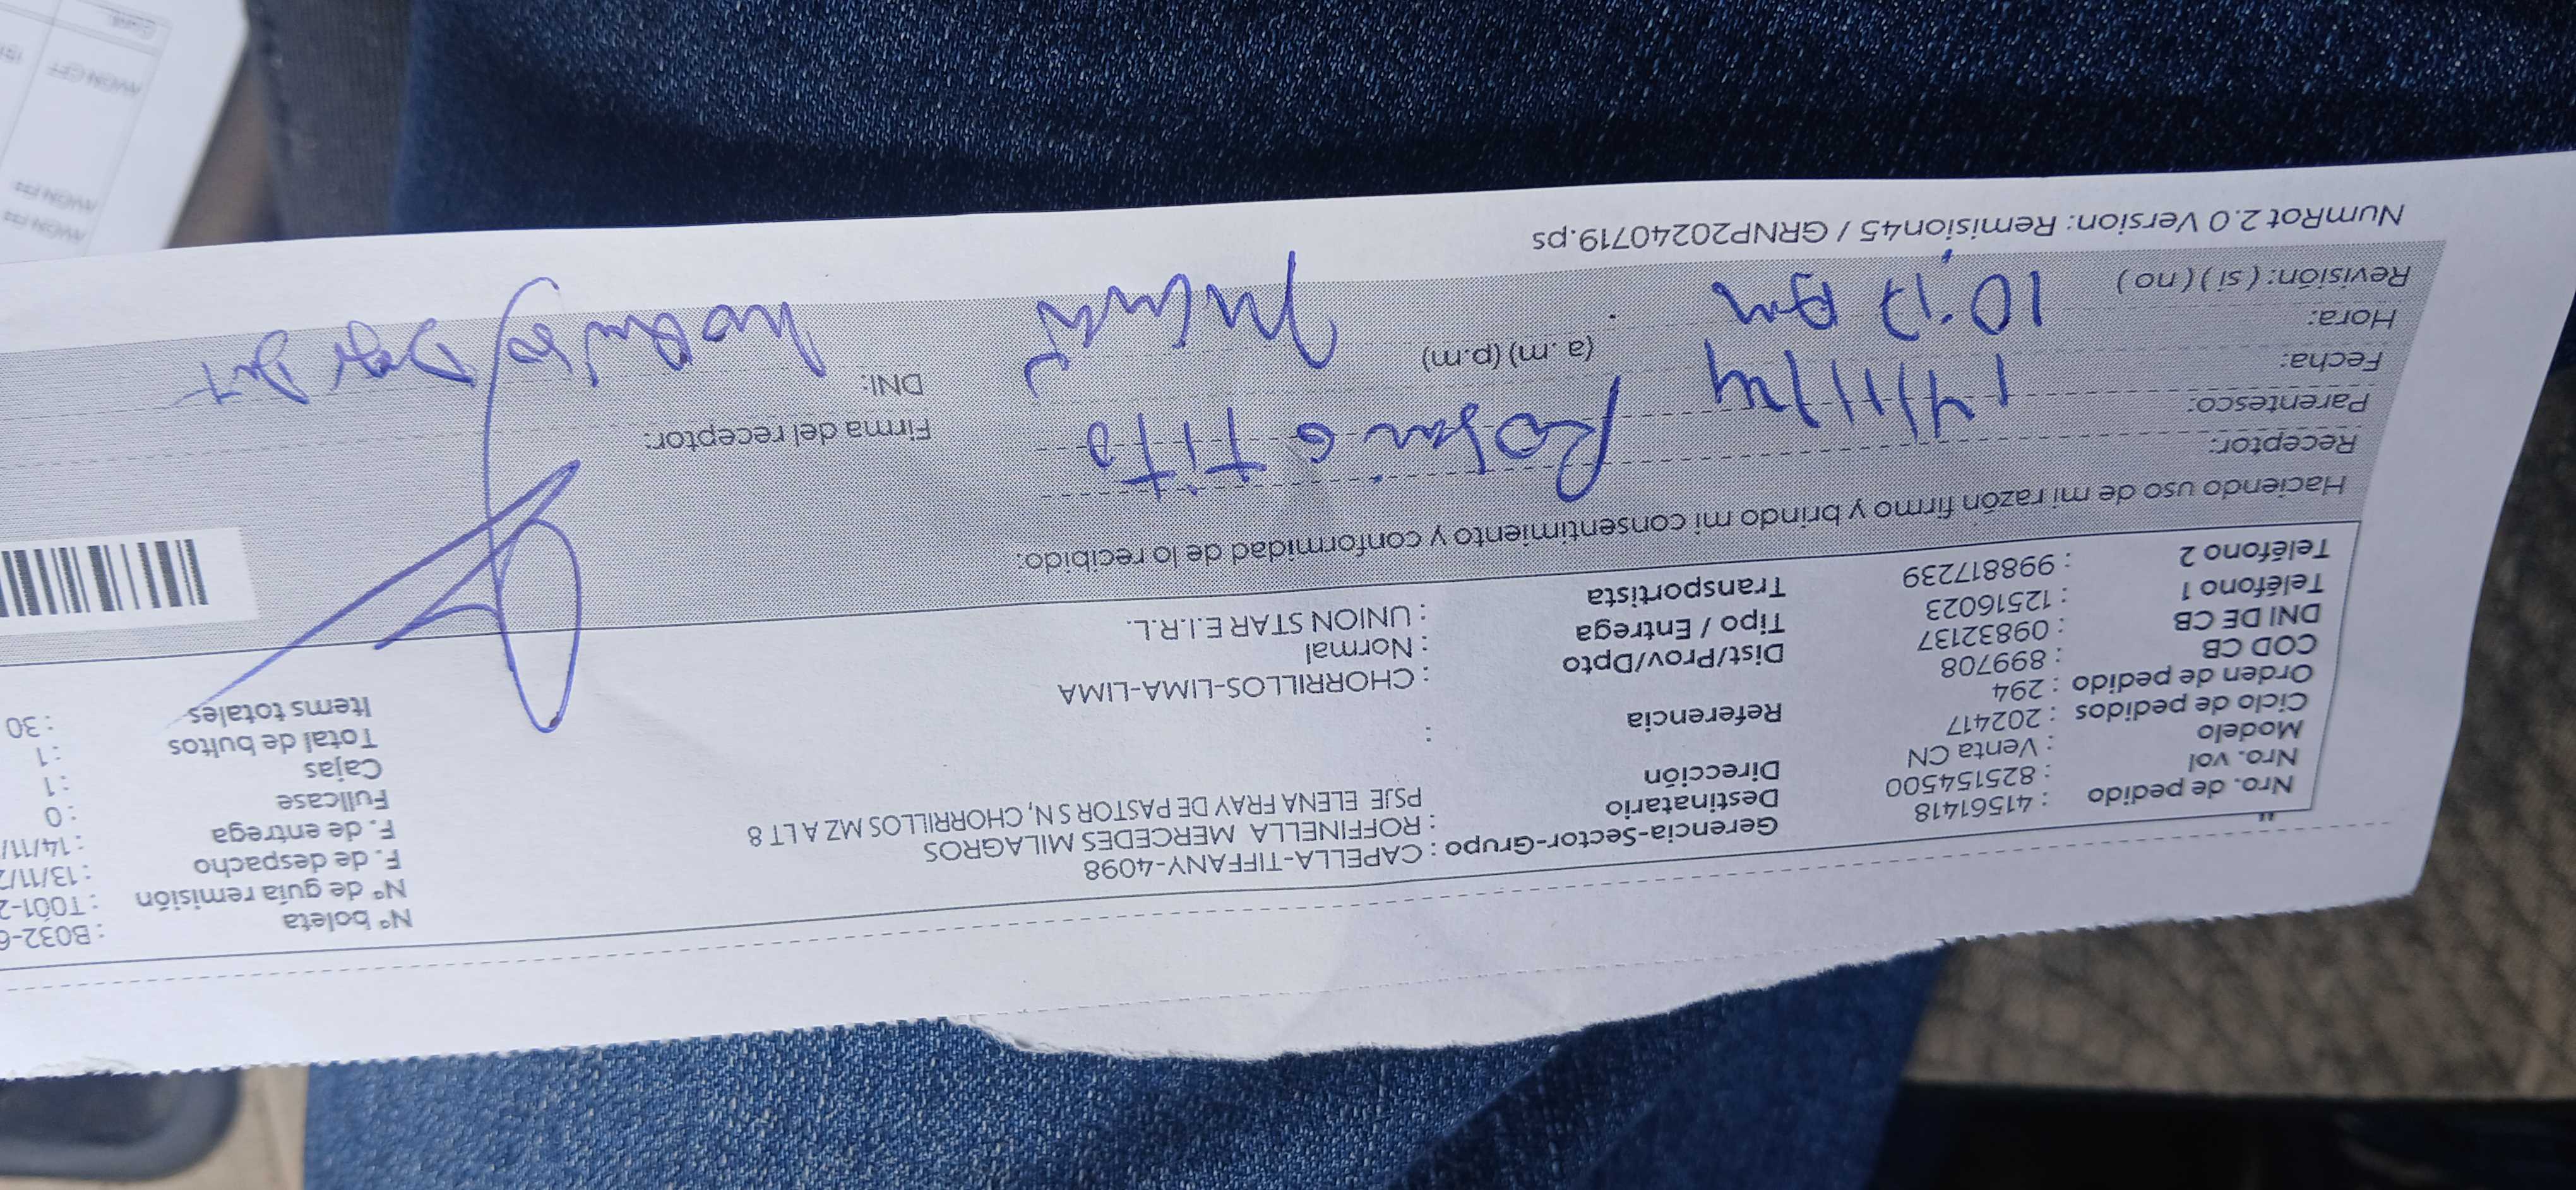 Nro. de pedido : 41561418 Gerencia-Sector-Grupo : CAPELLA-TIFFANY-4098 N° boleta : B032-6
Nro. vol : 825154500 Destinatario : ROFFINELLA MERCEDES MILAGROS N° de guía remisión : T001-2
Modelo : Venta CN Dirección PSJE ELENA FRAY DE PASTOR S N, CHORRILLOS MZ A LT 8 F. de despacho : 13/11/2
Ciclo de pedidos : 202417 F. de entrega : 14/11/
Orden de pedido : 294 Referencia : Fullcase : 0
COD CB : 899708 Dist/Prov/Dpto : CHORRILLOS-LIMA-LIMA Cajas : 1
DNI DE CB : 09832137 Tipo / Entrega : Normal Total de bultos : 1
Teléfono 1 : 12516023 Transportista : UNION STAR E.I.R.L. Items totales : 30
Teléfono 2 : 998817239
Haciendo uso de mi razón firmo y brindo mi consentimiento y conformidad de lo recibido:
Receptor: Tito
Parentesco: Firma del receptor:
Fecha: 14/11/24 DNI:
Hora: 10:17 (a.m) (p.m)
Revisión: ( si ) ( no )
NumRot 2.0 Version: Remision45 / GRNP20240719.ps
AVON
AVON
AVON EFF